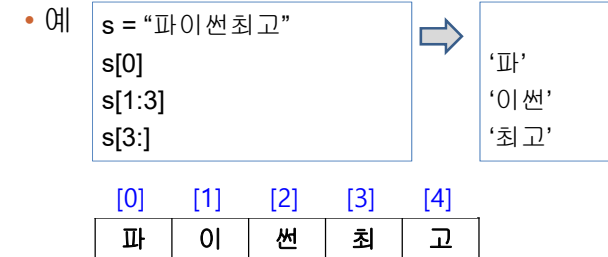 • 예
s = “파이썬최고”
s[0]
s[1:3]
s[3:]
‘파’
‘이썬’
‘최고’
[0] [1] [2] [3] [4]
파 이 썬 최 고